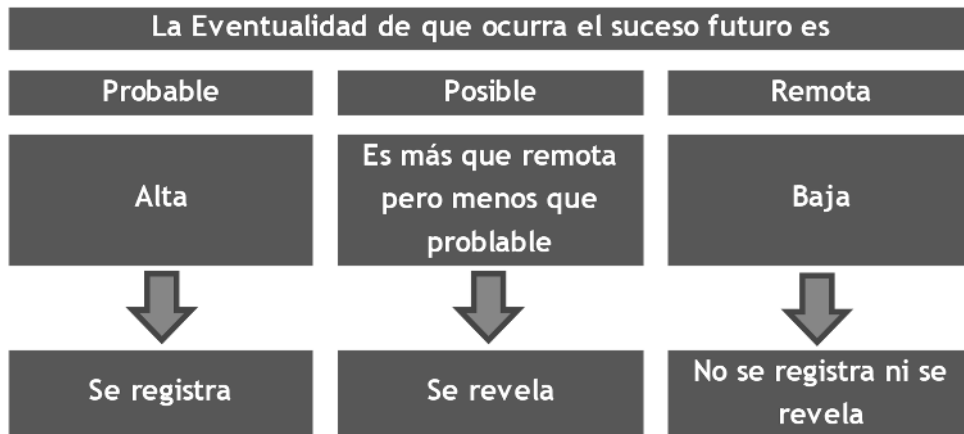 La Eventualidad de que ocurra el suceso futuro es
Probable
Posible
Remota
Alta
Es más que remota
pero menos que
problable
Baja
Se registra
Se revela
No se registra ni se
revela